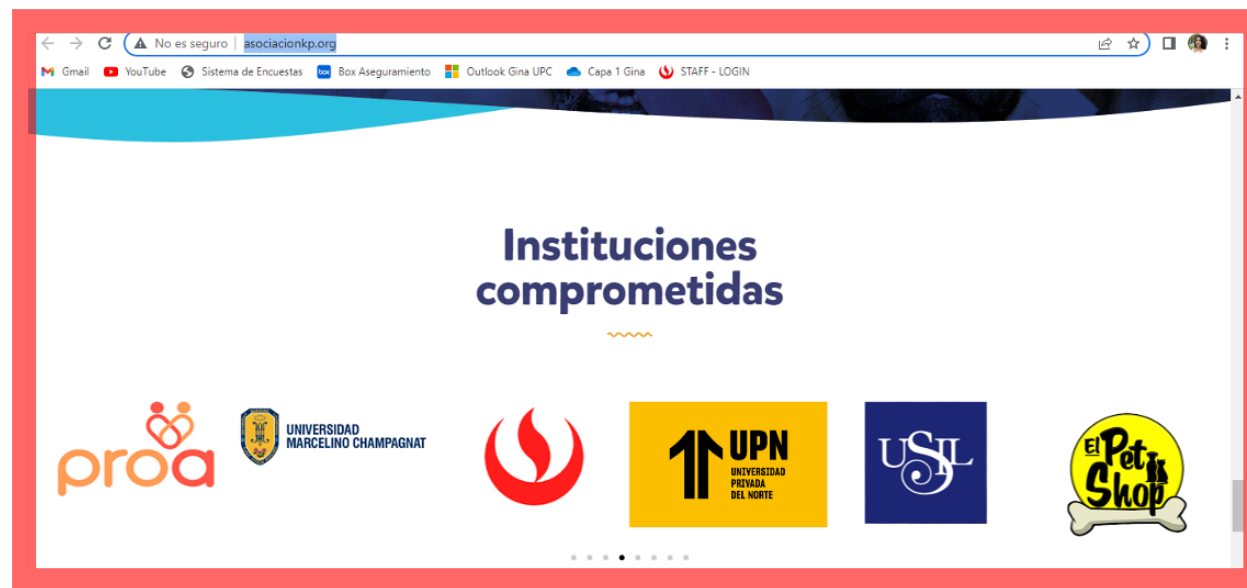 No es seguro | asociacionkp.org
Gmail YouTube Sistema de Encuestas box Box Aseguramiento Outlook Gina UPC Capa 1 Gina STAFF - LOGIN
Instituciones
comprometidas
proa
UNIVERSIDAD
MARCELINO CHAMPAGNAT
UPN
UNIVERSIDAD
PRIVADA
DEL NORTE
USIL
El Pet
Shop